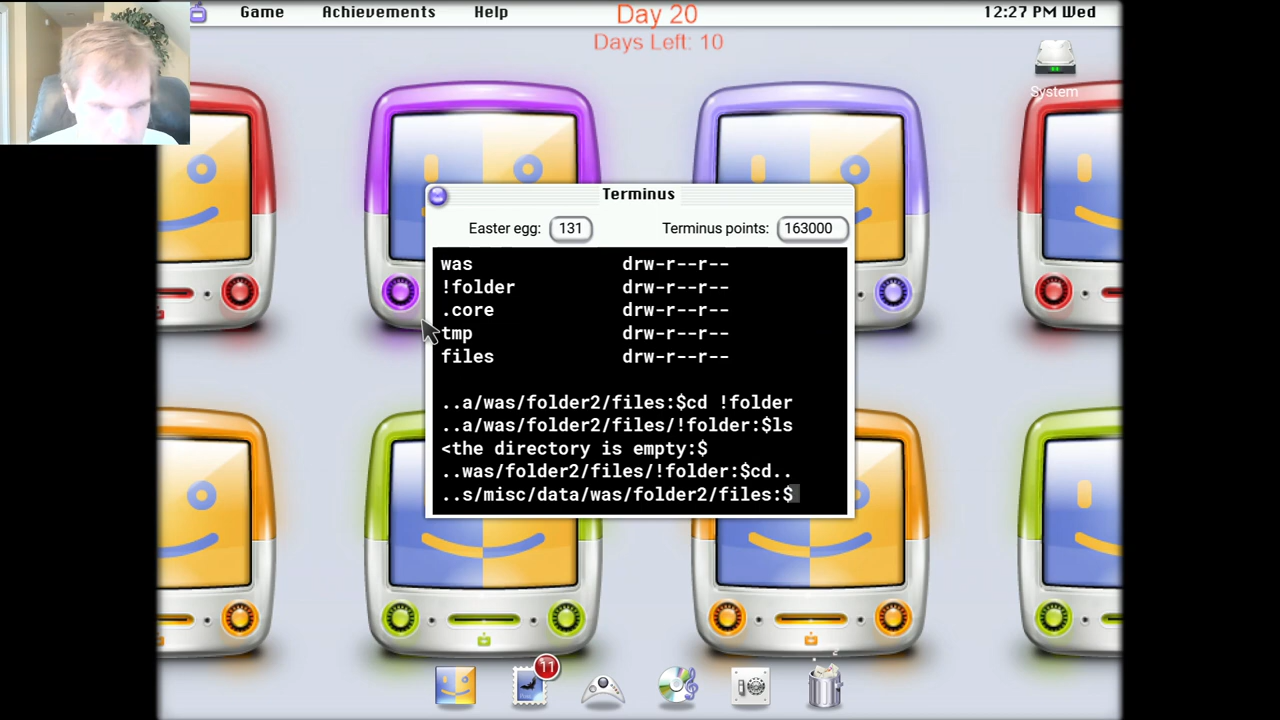 Game Achievements Help
Day 20
12:27 PM Wed
Days Left: 10
System
Terminus
Easter egg: 131
Terminus points: 163000
was drw-r--r--
!folder drw-r--r--
.core drw-r--r--
tmp drw-r--r--
files drw-r--r--
..a/was/folder2/files:$cd !folder
..a/was/folder2/files/!folder:$ls
<the directory is empty:$
..was/folder2/files/!folder:$cd..
..s/misc/data/was/folder2/files:$
11